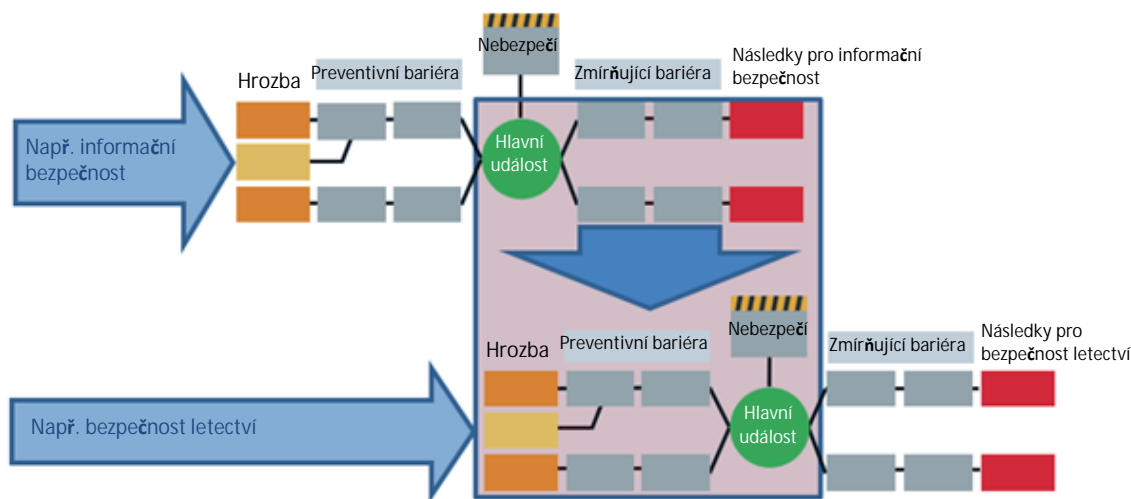 Nebezpečí
Hrozba
Preventivní bariéra
Zmírňující bariéra
Následky pro informační
bezpečnost
Např. informační
bezpečnost
Hlavní
událost
Nebezpečí
Hrozba
Preventivní bariéra
Zmírňující bariéra
Následky pro
bezpečnost letectví
Např. bezpečnost letectví
Hlavní
událost